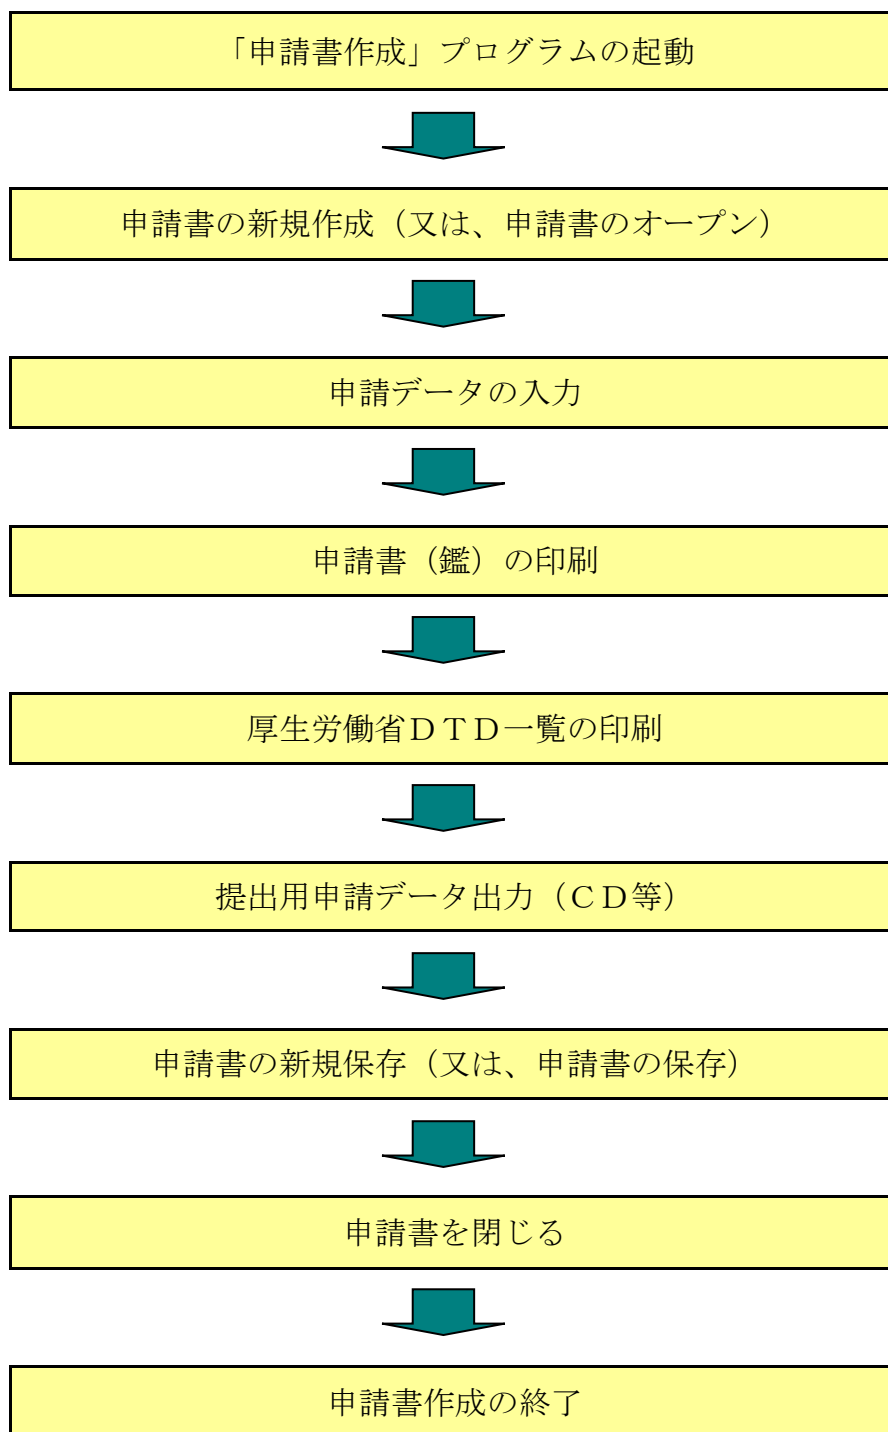 「申請書作成」プログラムの起動
申請書の新規作成（又は、申請書のオープン）
申請データの入力
申請書（鑑）の印刷
厚生労働省ＤＴＤ一覧の印刷
提出用申請データ出力（ＣＤ等）
申請書の新規保存（又は、申請書の保存）
申請書を閉じる
申請書作成の終了